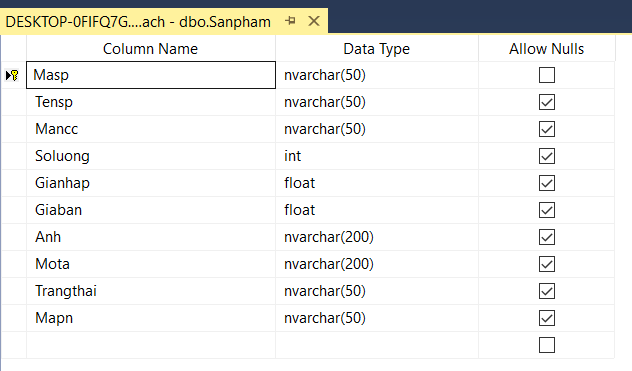 DESKTOP-0FIFQ7G....ach - dbo.Sanpham
Column Name Data Type Allow Nulls
Masp nvarchar(50)
Tensp nvarchar(50)
Mancc nvarchar(50)
Soluong int
Gianhap float
Giaban float
Anh nvarchar(200)
Mota nvarchar(200)
Trangthai nvarchar(50)
Mapn nvarchar(50)